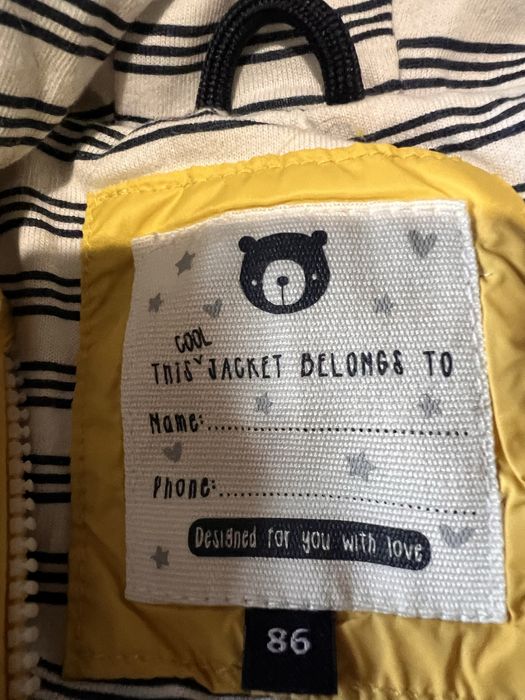 COOL
THIS ˅ JACKET BELONGS TO
Name:....................................
Phone:....................................
Designed for you with love
86